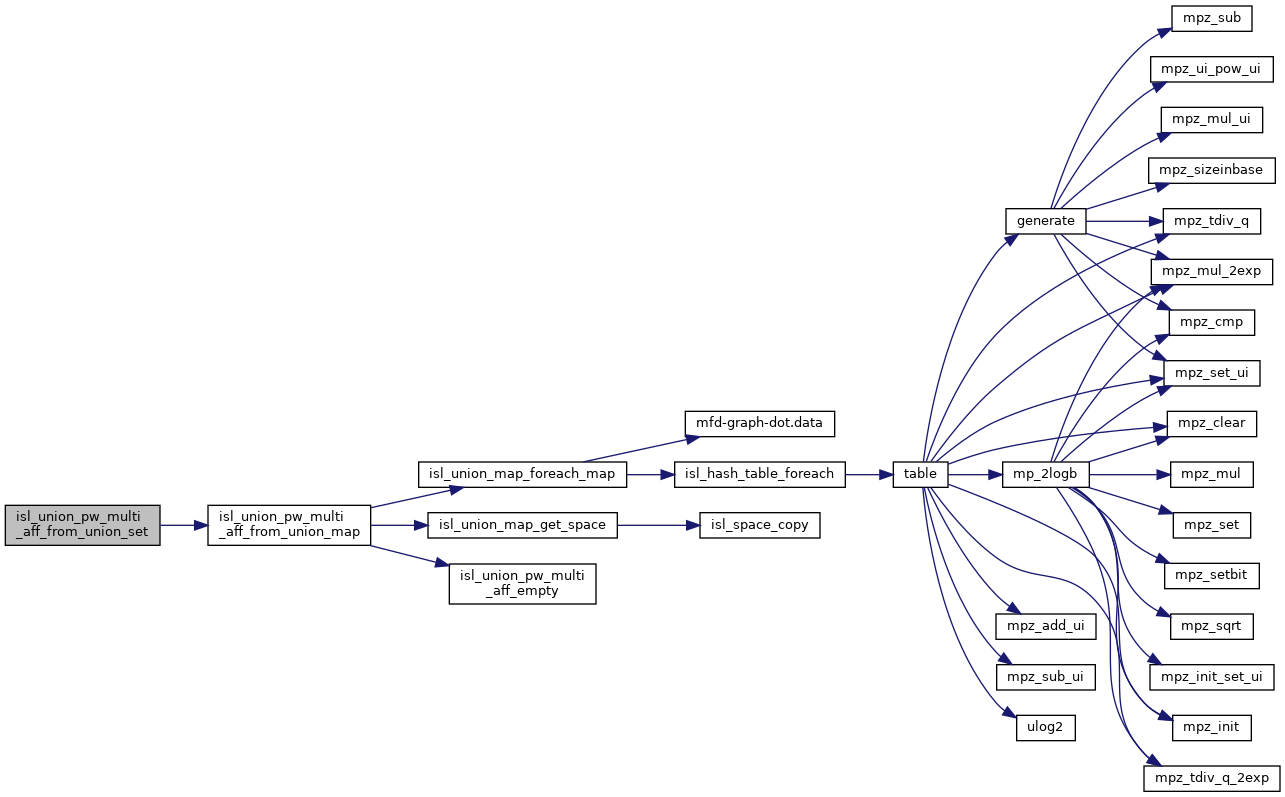 isl_union_pw_multi
_aff_from_union_set
isl_union_pw_multi
_aff_from_union_map
isl_union_map_foreach_map
isl_union_map_get_space
isl_union_pw_multi
_aff_empty
mfd-graph-dot.data
isl_hash_table_foreach
isl_space_copy
table
generate
mp_2logb
mpz_add_ui
mpz_sub_ui
ulog2
mpz_sub
mpz_ui_pow_ui
mpz_mul_ui
mpz_sizeinbase
mpz_tdiv_q
mpz_mul_2exp
mpz_cmp
mpz_set_ui
mpz_clear
mpz_mul
mpz_set
mpz_setbit
mpz_sqrt
mpz_init_set_ui
mpz_init
mpz_tdiv_q_2exp